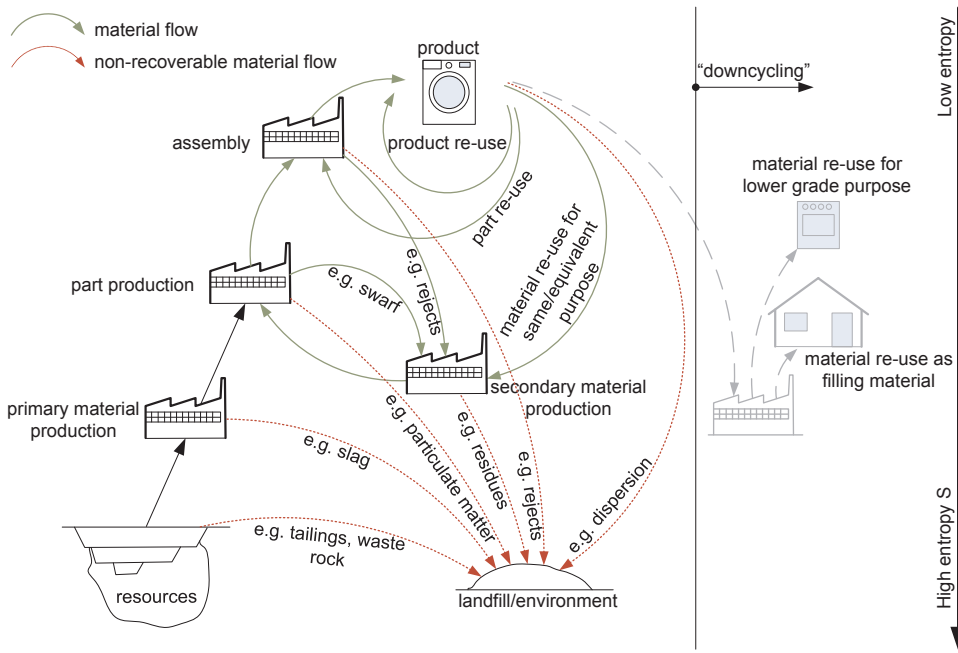 material flow
non-recoverable material flow
product
“downcycling”
Low entropy
assembly
product re-use
part re-use
material re-use for
lower grade purpose
e.g. rejects
material re-use for
same/equivalent
purpose
part production
e.g. swarf
material re-use as
filling material
secondary material
production
primary material
production
e.g. slag
e.g. particulate matter
e.g. residues
e.g. rejects
e.g. dispersion
e.g. tailings, waste
rock
resources
landfill/environment
High entropy S